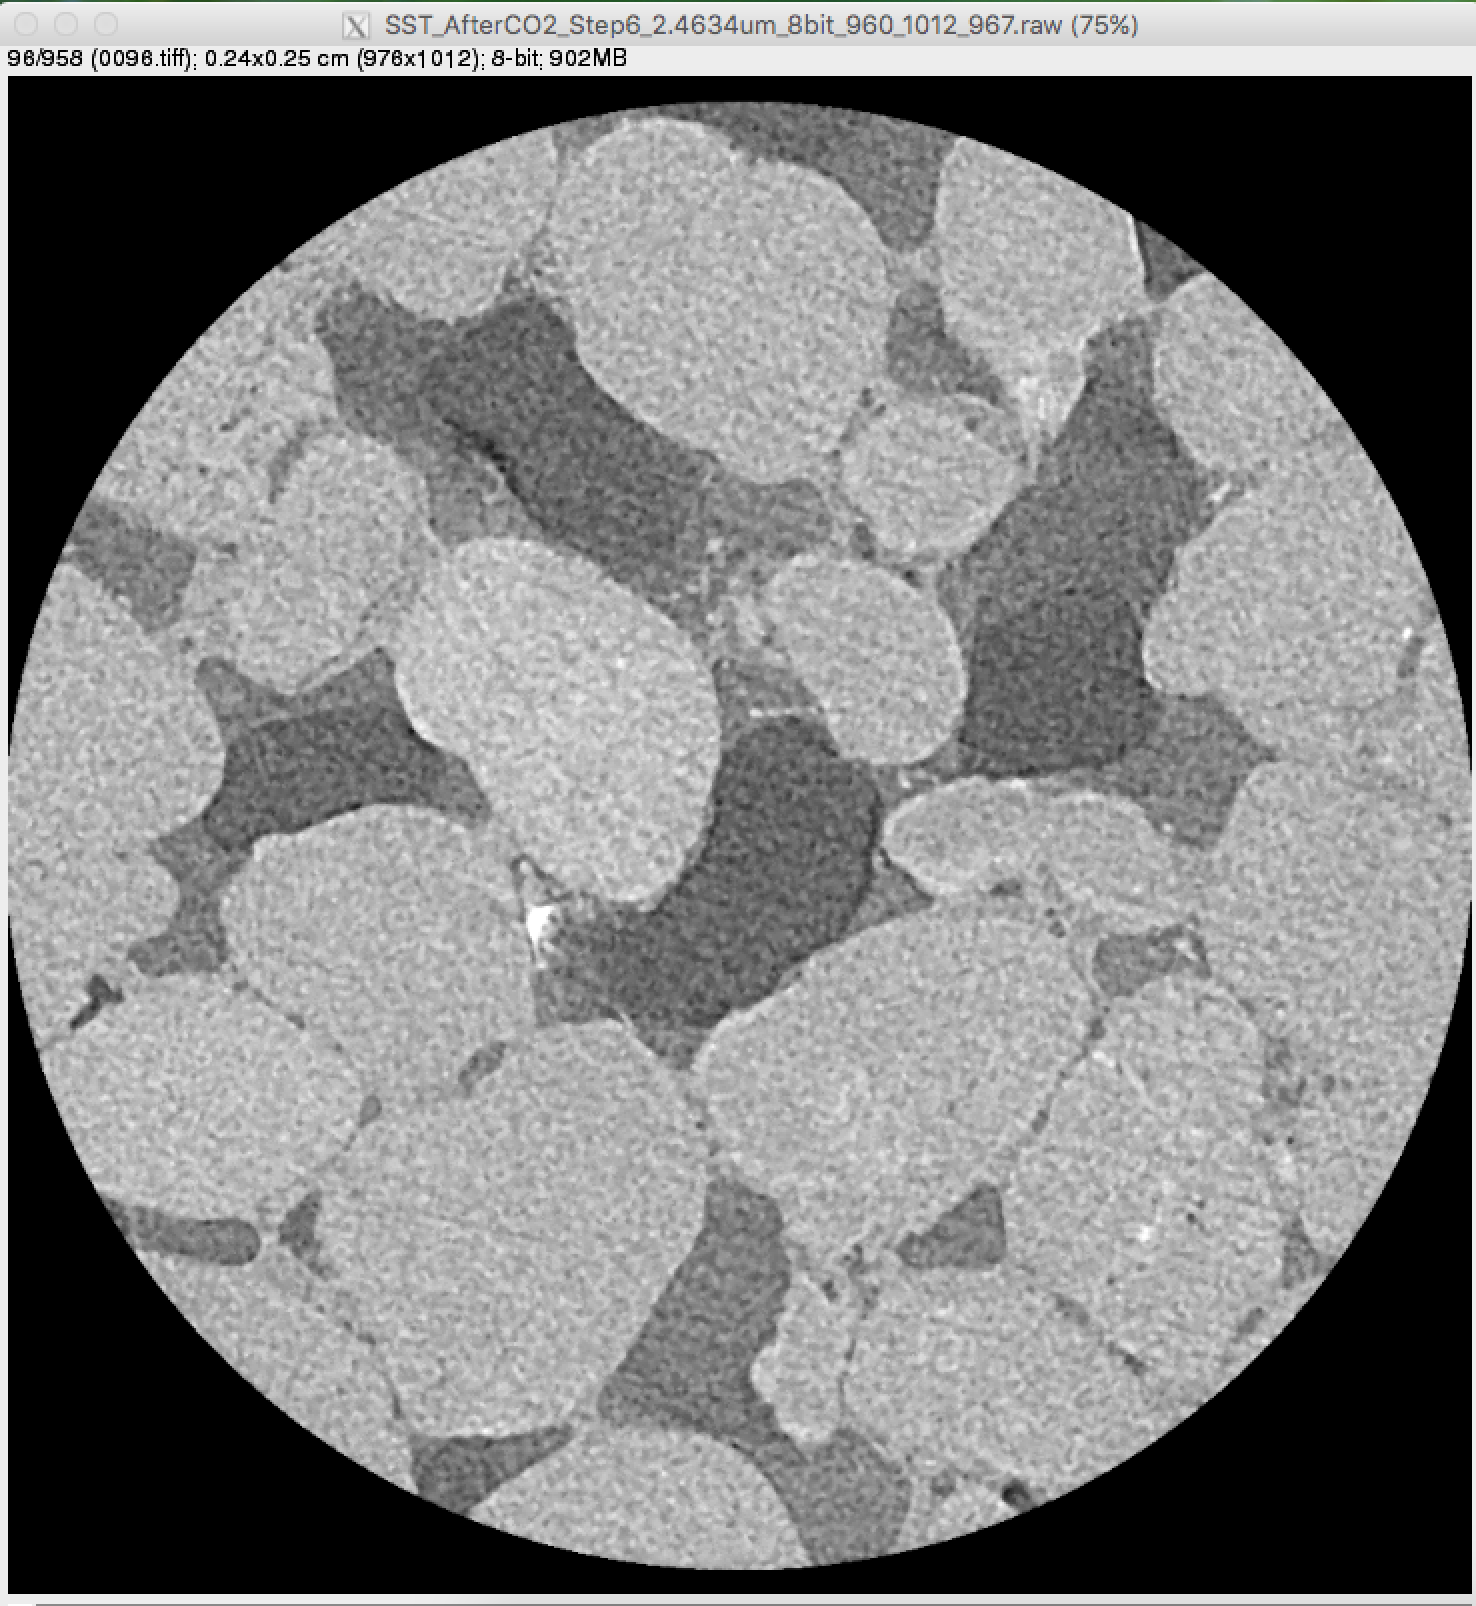 SST_AfterCO2_Step6_2.4634um_8bit_960_1012_967.raw (75%)
96/958 (0096.tiff); 0.24x0.25 cm (976x1012); 8-bit; 902MB